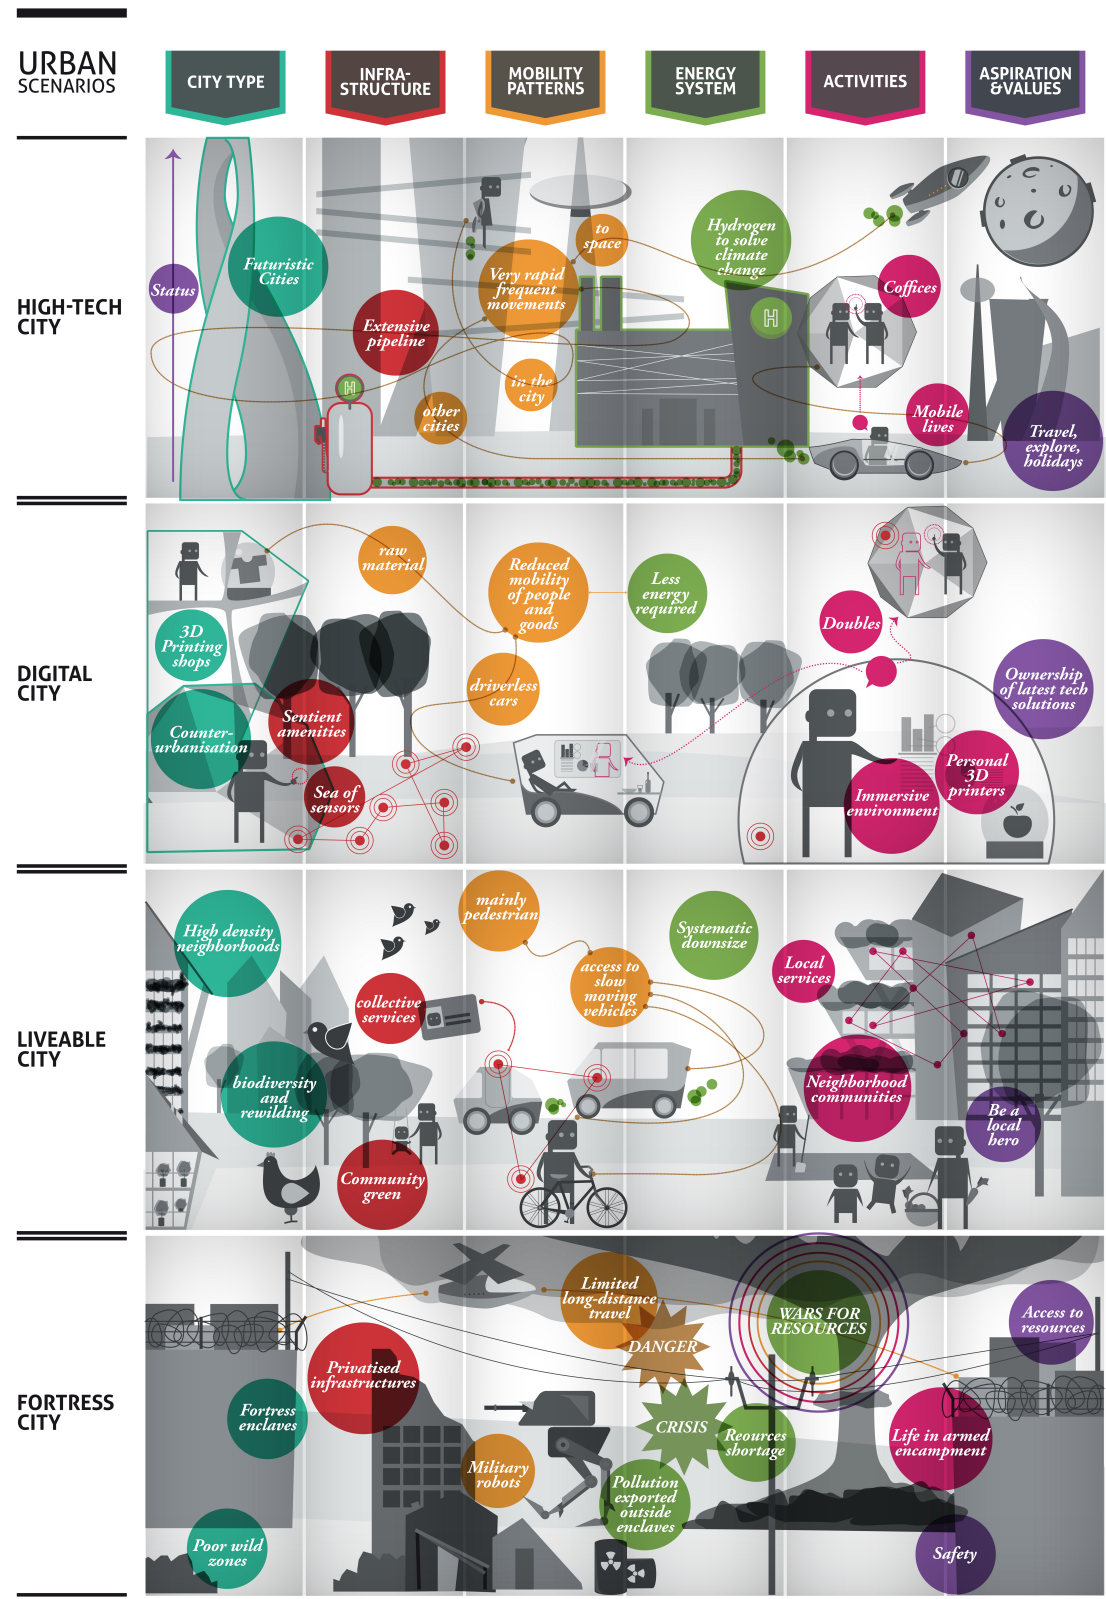 URBAN
SCENARIOS
CITY TYPE
INFRA-
STRUCTURE
MOBILITY
PATTERNS
ENERGY
SYSTEM
ACTIVITIES
ASPIRATION
&VALUES
HIGH-TECH
CITY
Status
Futuristic
Cities
Extensive
pipeline
H
Very rapid
frequent
movements
to
space
in the
city
other
cities
Hydrogen
to solve
climate
change
H
Coffices
Mobile
lives
Travel,
explore,
holidays
DIGITAL
CITY
3D
Printing
shops
Counter-
urbanisation
raw
material
Sentient
amenities
Sea of
sensors
Reduced
mobility
of people
and
goods
driverless
cars
Less
energy
required
Doubles
Immersive
environment
Personal
3D
printers
Ownership
of latest tech
solutions
LIVEABLE
CITY
High density
neighborhoods
biodiversity
and
rewilding
collective
services
Community
green
mainly
pedestrian
access to
slow
moving
vehicles
Systematic
downsize
Local
services
Neighborhood
communities
Be a
local
hero
FORTRESS
CITY
Fortress
enclaves
Poor wild
zones
Privatised
infrastructures
Limited
long-distance
travel
Military
robots
DANGER
CRISIS
WARS FOR
RESOURCES
Reources
shortage
Pollution
exported
outside
enclaves
Life in armed
encampment
Access to
resources
Safety